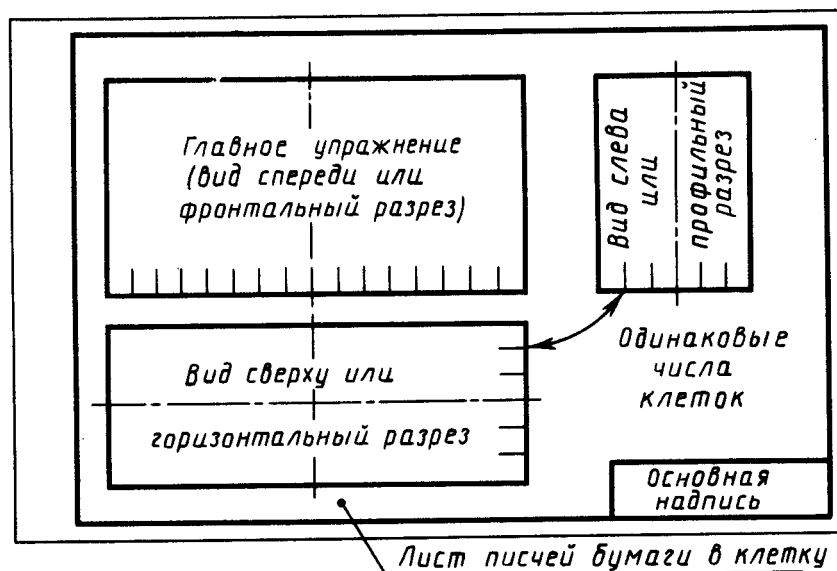 Главное упражнение
(вид спереди или
фронтальный разрез)
Вид слева
или
профильный
разрез
Вид сверху или
горизонтальный разрез
Одинаковые
числа
клеток
Основная
надпись
Лист писчей бумаги в клетку